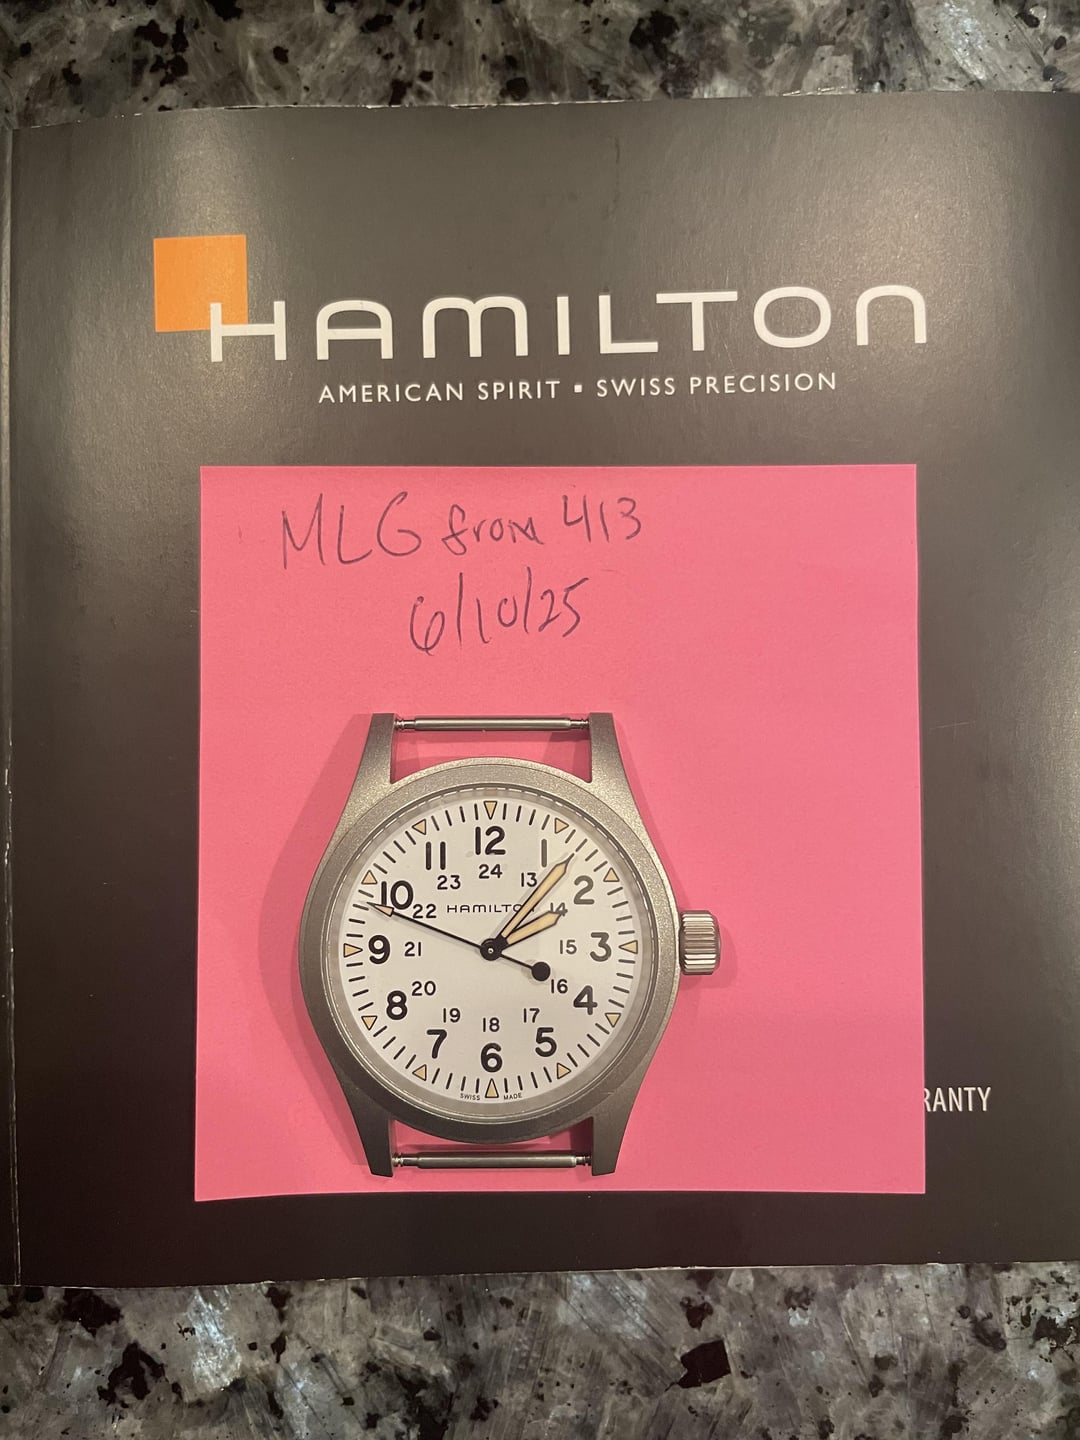 HAMILTON
AMERICAN SPIRIT ▪ SWISS PRECISION
MLG from 413
6/10/25
12
11 1
24
23 13
10 2
22 HAMILTON 14
9 21 15 3
20 16
8 4
19 17
18
7 5
6
SWISS MADE